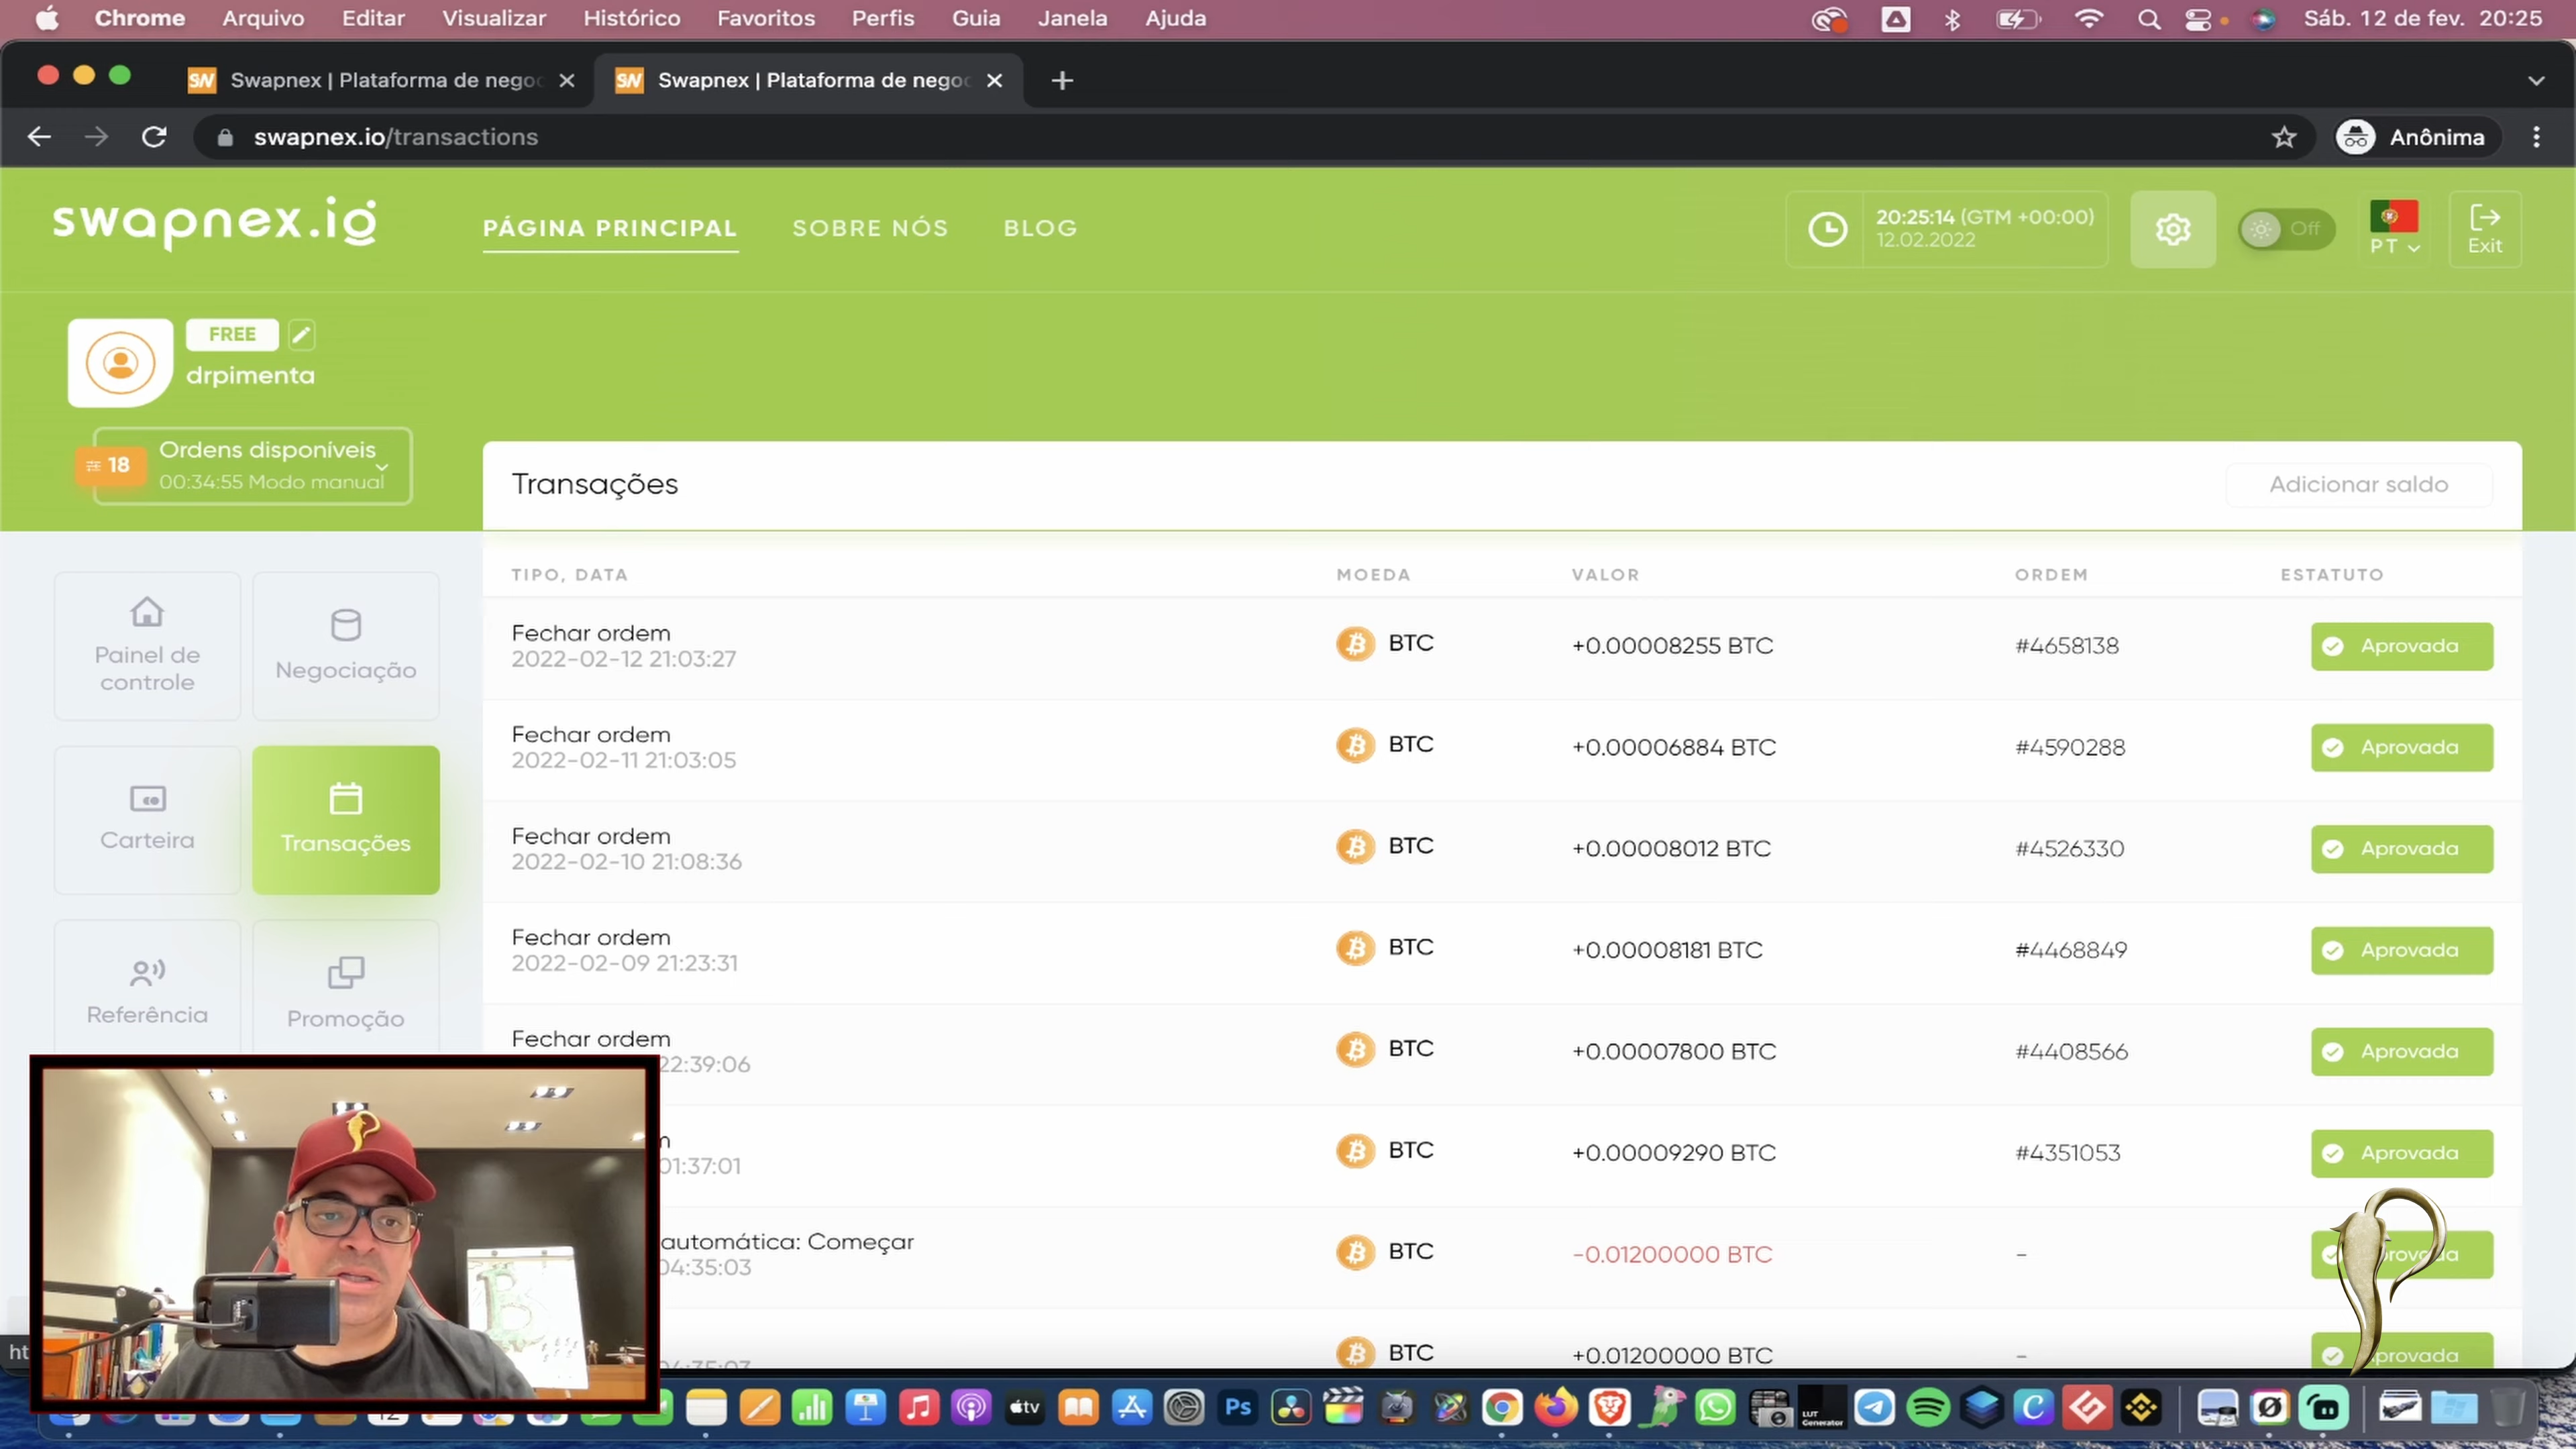 Chrome Arquivo Editar Visualizar Histórico Favoritos Perfis Guia Janela Ajuda Sáb. 12 de fev. 20:25
SW Swapnex | Plataforma de negoc SW Swapnex | Plataforma de negoc
swapnex.io/transactions Anônima
swapnex.io PÁGINA PRINCIPAL SOBRE NÓS BLOG
20:25:14 (GTM +00:00)
12.02.2022
Off
PT
Exit
FREE
drpimenta
18 Ordens disponíveis
00:34:55 Modo manual
Painel de
controle
Negociação
Carteira
Transações
Referência
Promoção
Transações Adicionar saldo
TIPO, DATA MOEDA VALOR ORDEM ESTATUTO
Fechar ordem
2022-02-12 21:03:27 BTC +0.00008255 BTC #4658138 Aprovada
Fechar ordem
2022-02-11 21:03:05 BTC +0.00006884 BTC #4590288 Aprovada
Fechar ordem
2022-02-10 21:08:36 BTC +0.00008012 BTC #4526330 Aprovada
Fechar ordem
2022-02-09 21:23:31 BTC +0.00008181 BTC #4468849 Aprovada
Fechar ordem
22:39:06 BTC +0.00007800 BTC #4408566 Aprovada
01:37:01 BTC +0.00009290 BTC #4351053 Aprovada
automática: Começar
04:35:03 BTC -0.01200000 BTC -
BTC +0.01200000 BTC -
ht
tv
Ps
LUT
Generator